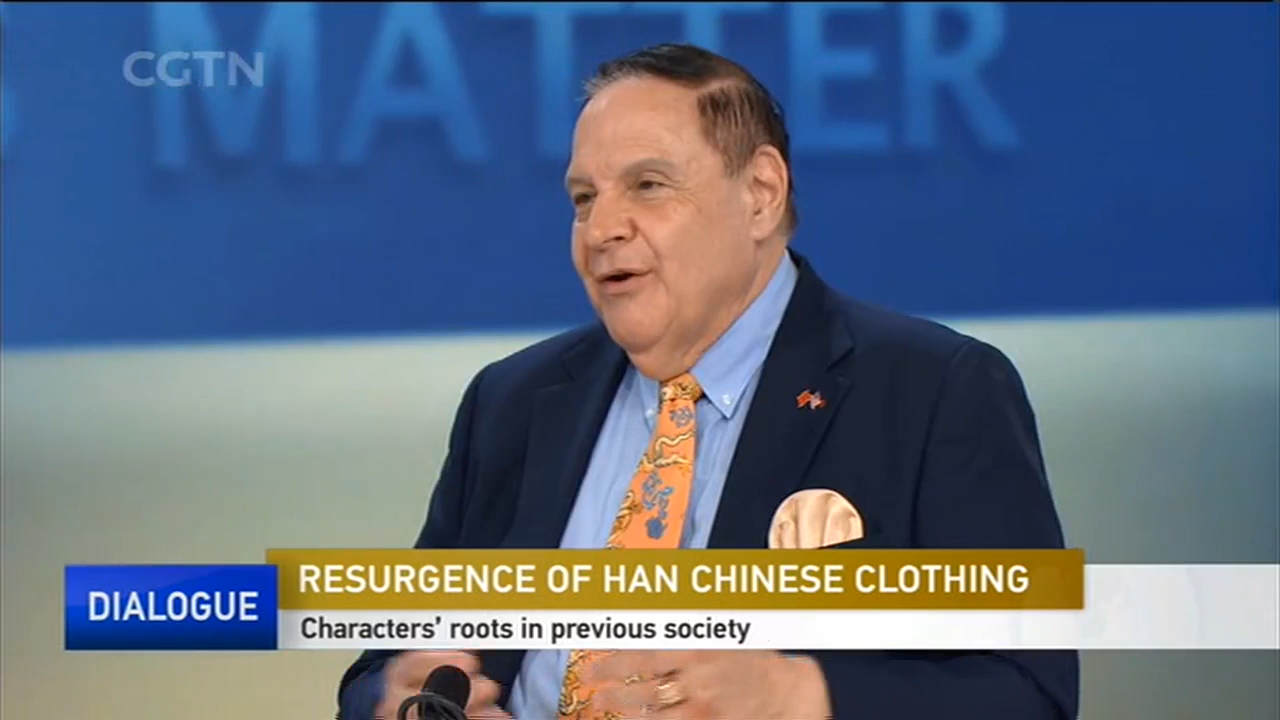 CGTN
MATTER
RESURGENCE OF HAN CHINESE CLOTHING
DIALOGUE
Characters' roots in previous society